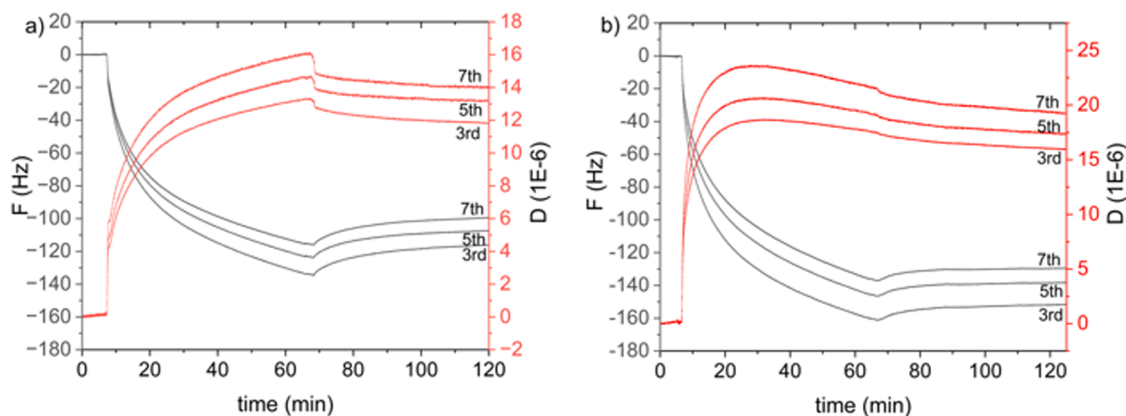 a)
F (Hz)
0
−20
−40
−60
−80
−100
−120
−140
−160
−180
7th
5th
3rd
7th
5th
3rd
18
16
14
12
10
8
6
4
2
0
−2
D (1E-6)
0 20 40 60 80 100 120
time (min)
b)
F (Hz)
20
0
-20
-40
-60
-80
-100
-120
-140
-160
-180
7th
5th
3rd
7th
5th
3rd
25
20
15
10
5
0
D (1E-6)
0 20 40 60 80 100 120
time (min)